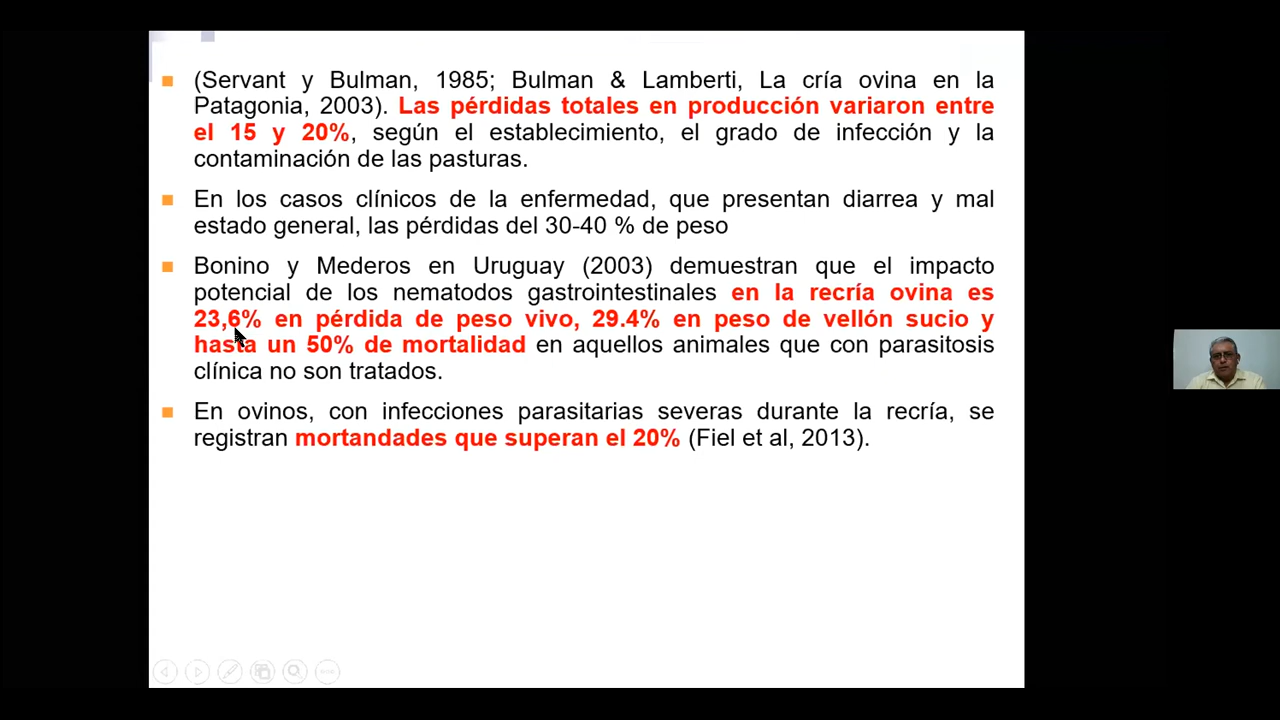 (Servant y Bulman, 1985; Bulman & Lamberti, La cría ovina en la
Patagonia, 2003). Las pérdidas totales en producción variaron entre
el 15 y 20%, según el establecimiento, el grado de infección y la
contaminación de las pasturas.
En los casos clínicos de la enfermedad, que presentan diarrea y mal
estado general, las pérdidas del 30-40 % de peso
Bonino y Mederos en Uruguay (2003) demuestran que el impacto
potencial de los nematodos gastrointestinales en la recría ovina es
23,6% en pérdida de peso vivo, 29.4% en peso de vellón sucio y
hasta un 50% de mortalidad en aquellos animales que con parasitosis
clínica no son tratados.
En ovinos, con infecciones parasitarias severas durante la recría, se
registran mortandades que superan el 20% (Fiel et al, 2013).